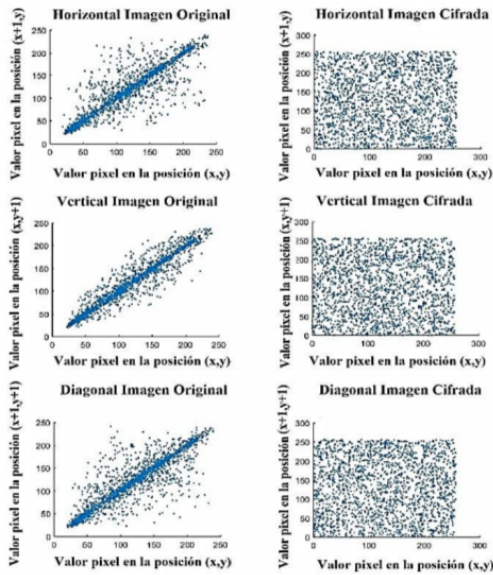 Horizontal Imagen Original
Valor pixel en la posición (x+1,y)
250
200
150
100
50
0
0 50 100 150 200 250
Valor pixel en la posición (x,y)
Horizontal Imagen Cifrada
Valor pixel en la posición (x+1,y)
300
250
200
150
100
50
0
0 100 200 300
Valor pixel en la posición (x,y)
Vertical Imagen Original
Valor pixel en la posición (x,y+1)
250
200
150
100
50
0
0 50 100 150 200 250
Valor pixel en la posición (x,y)
Vertical Imagen Cifrada
Valor pixel en la posición (x,y+1)
300
250
200
150
100
50
0
0 100 200 300
Valor pixel en la posición (x,y)
Diagonal Imagen Original
Valor pixel en la posición (x+1,y+1)
250
200
150
100
50
0
0 50 100 150 200 250
Valor pixel en la posición (x,y)
Diagonal Imagen Cifrada
Valor pixel en la posición (x+1,y+1)
300
250
200
150
100
50
0
0 100 200 300
Valor pixel en la posición (x,y)